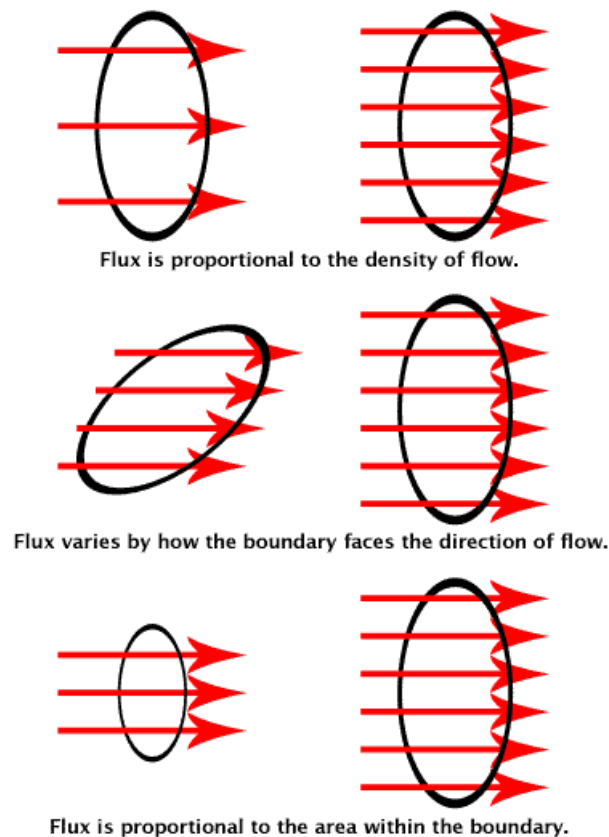 Flux is proportional to the density of flow.
Flux varies by how the boundary faces the direction of flow.
Flux is proportional to the area within the boundary.